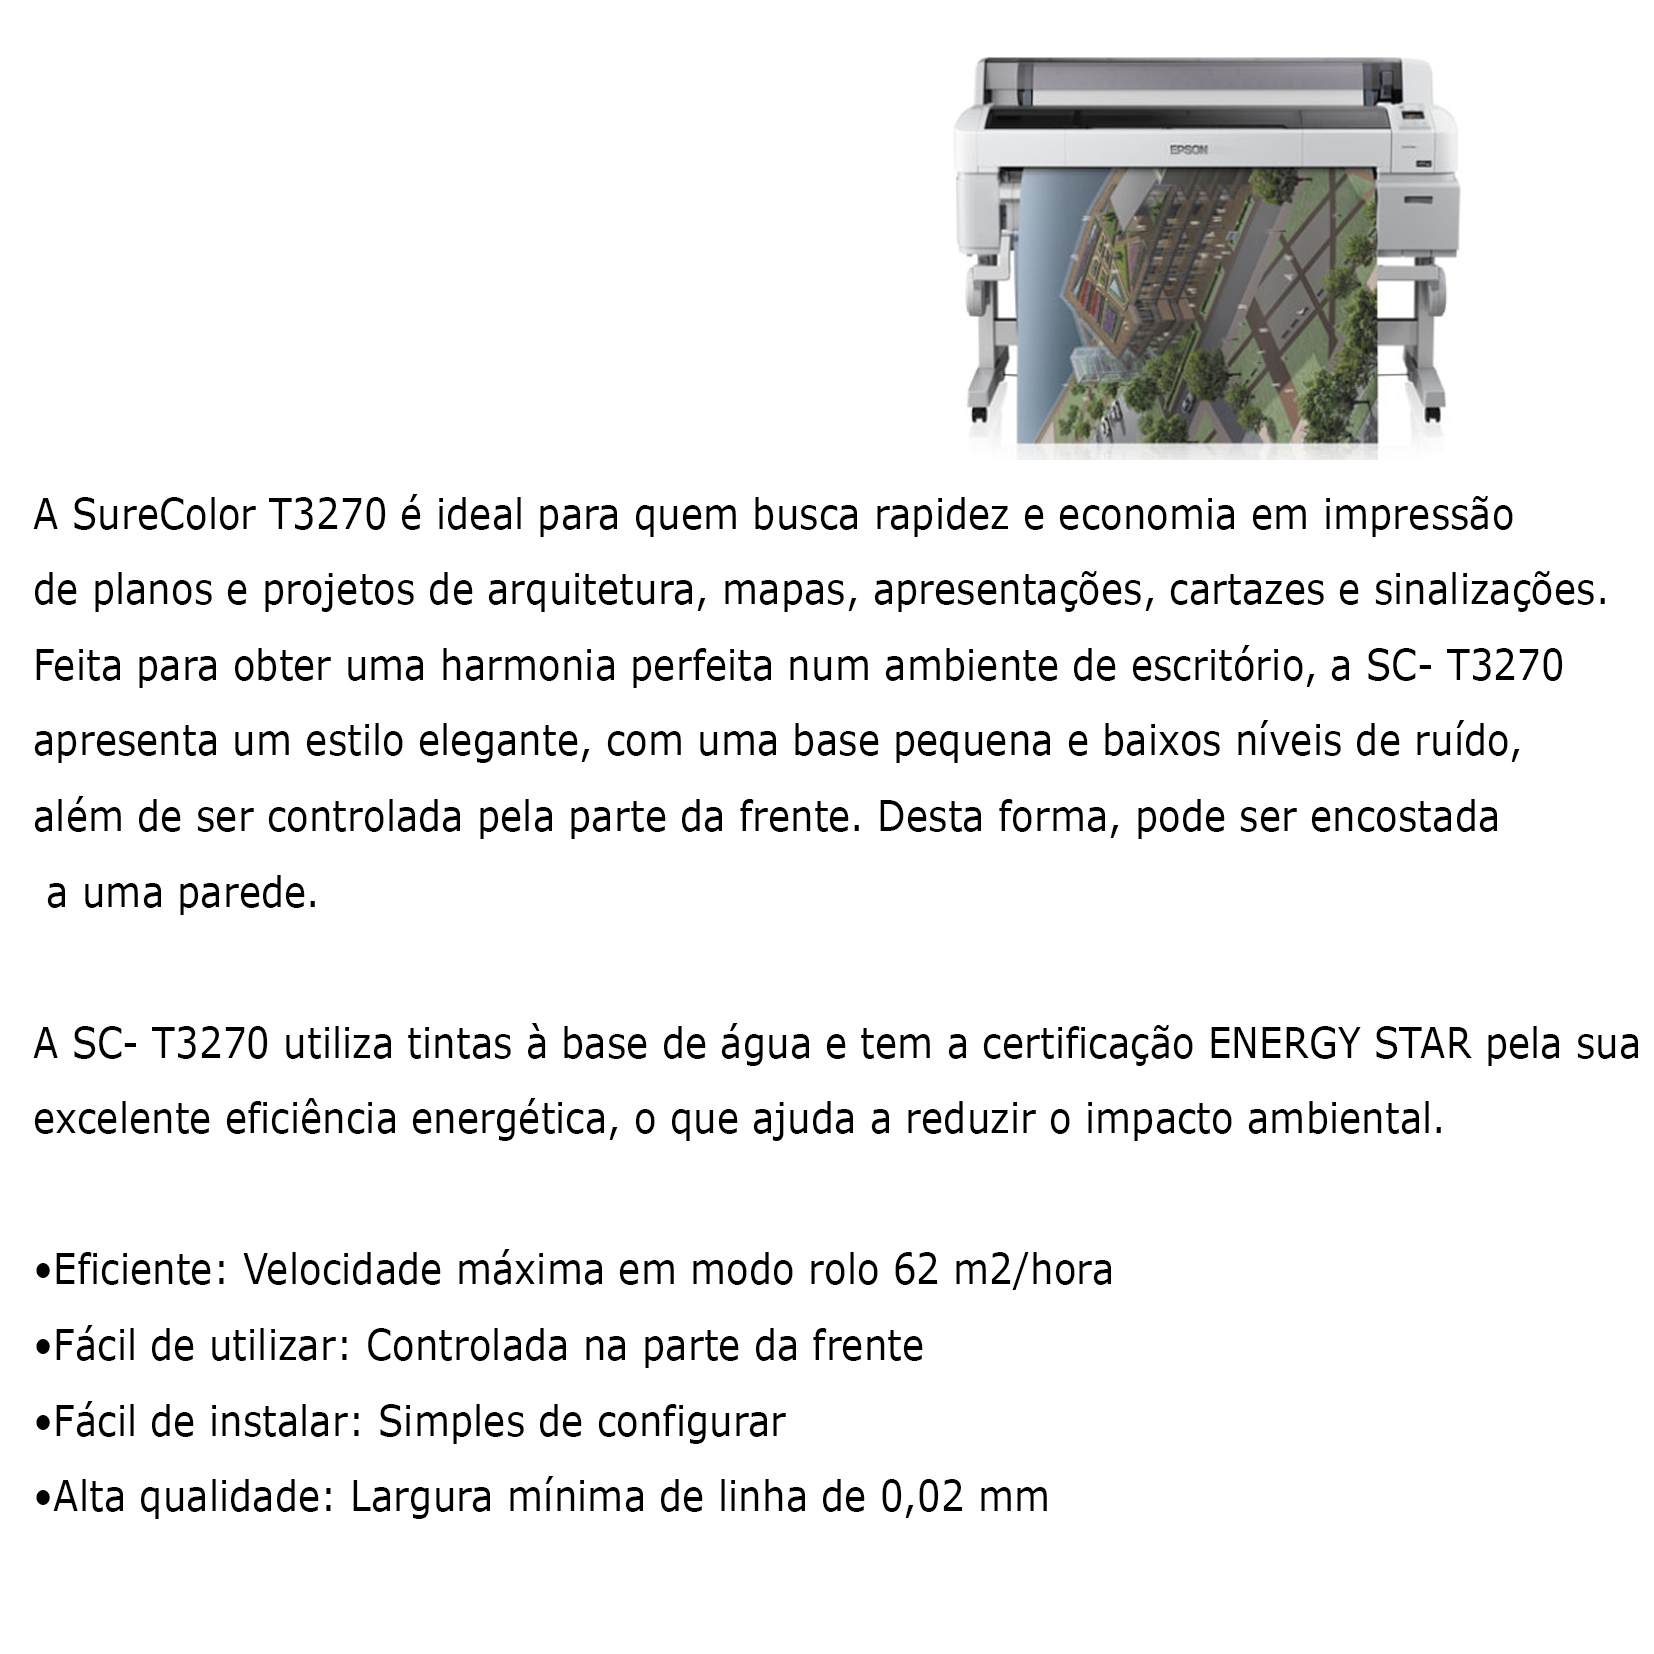 EPSON
A SureColor T3270 é ideal para quem busca rapidez e economia em impressão
de planos e projetos de arquitetura, mapas, apresentações, cartazes e sinalizações.
Feita para obter uma harmonia perfeita num ambiente de escritório, a SC- T3270
apresenta um estilo elegante, com uma base pequena e baixos níveis de ruído,
além de ser controlada pela parte da frente. Desta forma, pode ser encostada
a uma parede.
A SC- T3270 utiliza tintas à base de água e tem a certificação ENERGY STAR pela sua
excelente eficiência energética, o que ajuda a reduzir o impacto ambiental.
•Eficiente: Velocidade máxima em modo rolo 62 m2/hora
•Fácil de utilizar: Controlada na parte da frente
•Fácil de instalar: Simples de configurar
•Alta qualidade: Largura mínima de linha de 0,02 mm